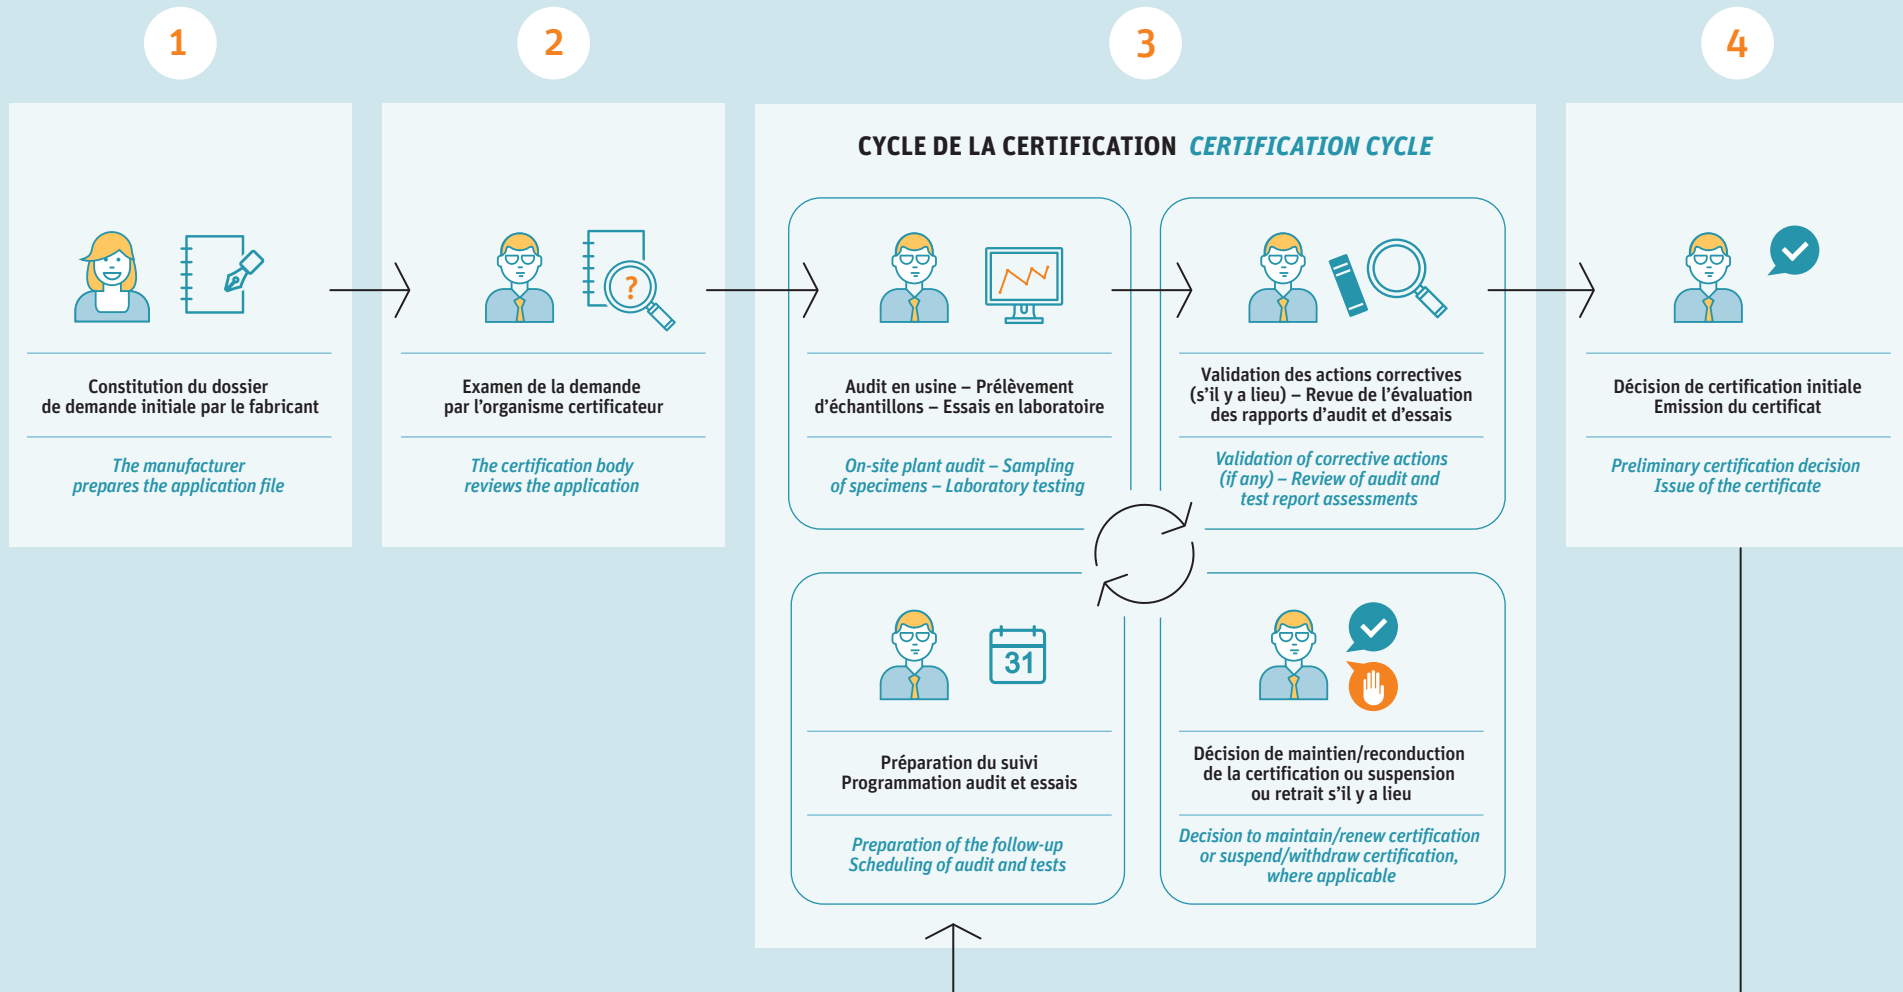 1
2
3
4
Constitution du dossier
de demande initiale par le fabricant
The manufacturer
prepares the application file
?
Examen de la demande
par l'organisme certificateur
The certification body
reviews the application
CYCLE DE LA CERTIFICATION CERTIFICATION CYCLE
Audit en usine – Prélèvement
d'échantillons – Essais en laboratoire
On-site plant audit – Sampling
of specimens – Laboratory testing
Validation des actions correctives
(s'il y a lieu) – Revue de l'évaluation
des rapports d'audit et d'essais
Validation of corrective actions
(if any) – Review of audit and
test report assessments
31
Préparation du suivi
Programmation audit et essais
Preparation of the follow-up
Scheduling of audit and tests
Décision de maintien/reconduction
de la certification ou suspension
ou retrait s'il y a lieu
Decision to maintain/renew certification
or suspend/withdraw certification,
where applicable
Décision de certification initiale
Emission du certificat
Preliminary certification decision
Issue of the certificate